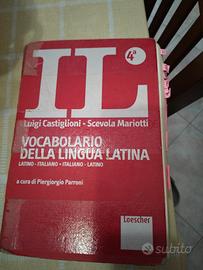 IL
4ª
Luigi Castiglioni - Scevola Mariotti
VOCABOLARIO
DELLA LINGUA LATINA
LATINO - ITALIANO • ITALIANO - LATINO
a cura di Piergiorgio Parroni
Loescher
subito